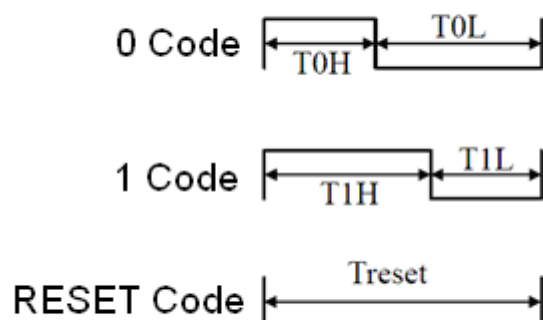 0 Code
T0H
T0L
1 Code
T1H
T1L
RESET Code
Treset